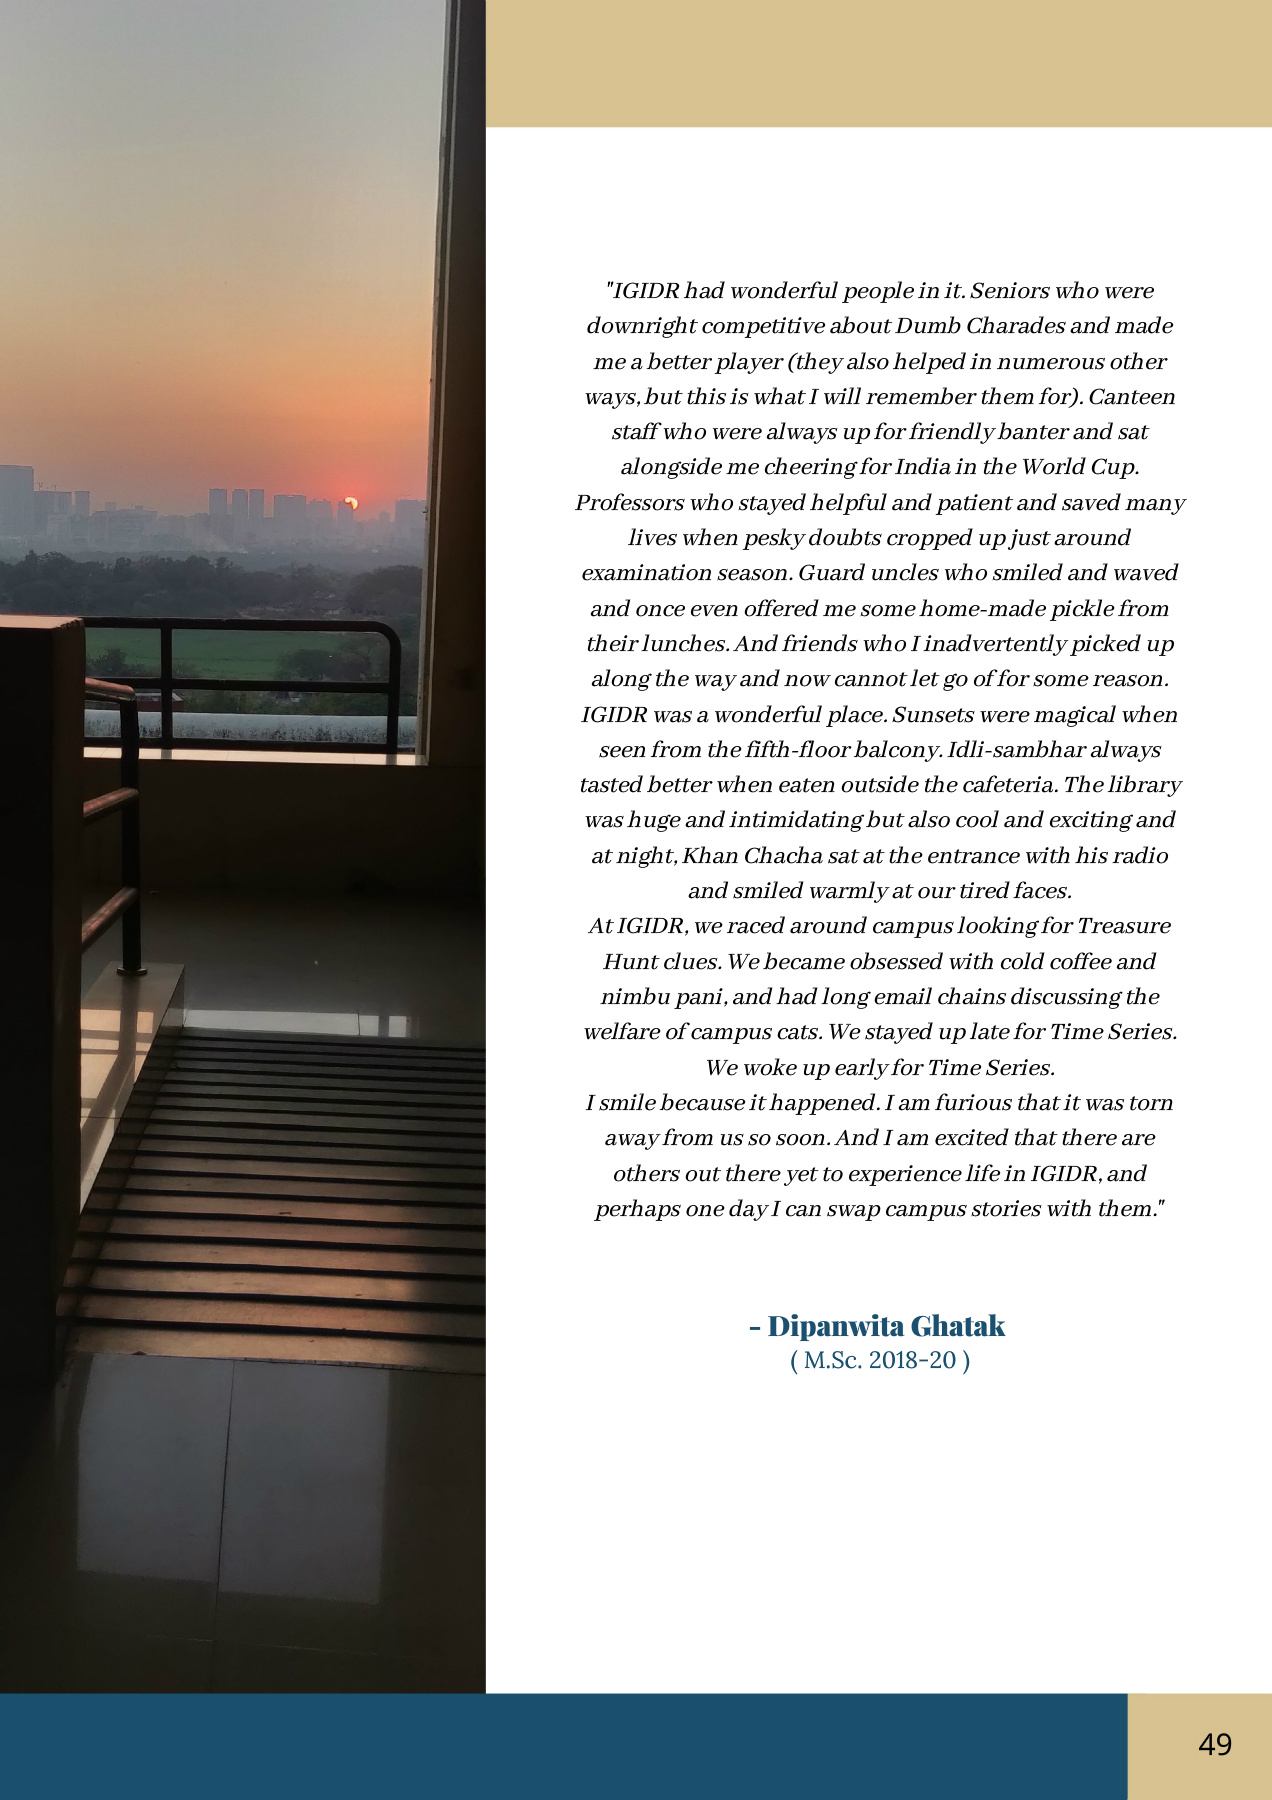 "IGIDR had wonderful people in it. Seniors who were
downright competitive about Dumb Charades and made
me a better player (they also helped in numerous other
ways, but this is what I will remember them for). Canteen
staff who were always up for friendly banter and sat
alongside me cheering for India in the World Cup.
Professors who stayed helpful and patient and saved many
lives when pesky doubts cropped up just around
examination season. Guard uncles who smiled and waved
and once even offered me some home-made pickle from
their lunches. And friends who I inadvertently picked up
along the way and now cannot let go of for some reason.
IGIDR was a wonderful place. Sunsets were magical when
seen from the fifth-floor balcony. Idli-sambhar always
tasted better when eaten outside the cafeteria. The library
was huge and intimidating but also cool and exciting and
at night, Khan Chacha sat at the entrance with his radio
and smiled warmly at our tired faces.
At IGIDR, we raced around campus looking for Treasure
Hunt clues. We became obsessed with cold coffee and
nimbu pani, and had long email chains discussing the
welfare of campus cats. We stayed up late for Time Series.
We woke up early for Time Series.
I smile because it happened. I am furious that it was torn
away from us so soon. And I am excited that there are
others out there yet to experience life in IGIDR, and
perhaps one day I can swap campus stories with them."
- Dipanwita Ghatak
( M.Sc. 2018-20 )
49